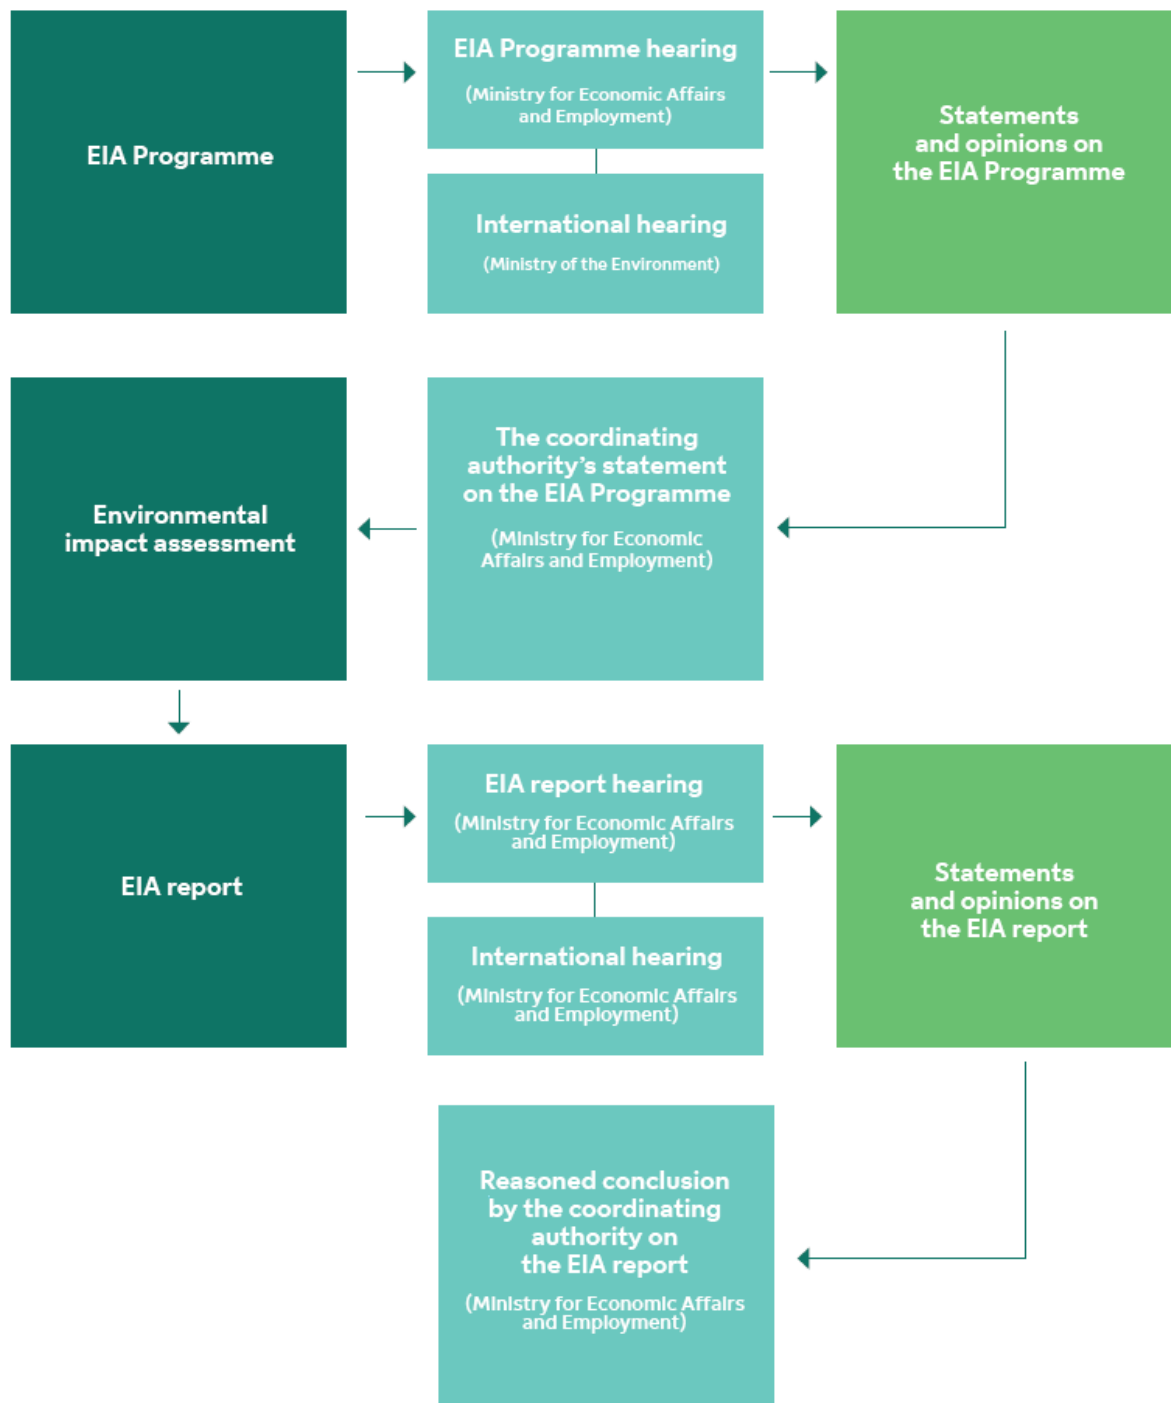 EIA Programme
EIA Programme hearing
(Ministry for Economic Affairs
and Employment)
International hearing
(Ministry of the Environment)
Statements
and opinions on
the EIA Programme
Environmental
impact assessment
The coordinating
authority’s statement
on the EIA Programme
(Ministry for Economic
Affairs and Employment)
EIA report
EIA report hearing
(Ministry for Economic Affairs
and Employment)
International hearing
(Ministry for Economic Affairs
and Employment)
Statements
and opinions on
the EIA report
Reasoned conclusion
by the coordinating
authority on
the EIA report
(Ministry for Economic Affairs
and Employment)